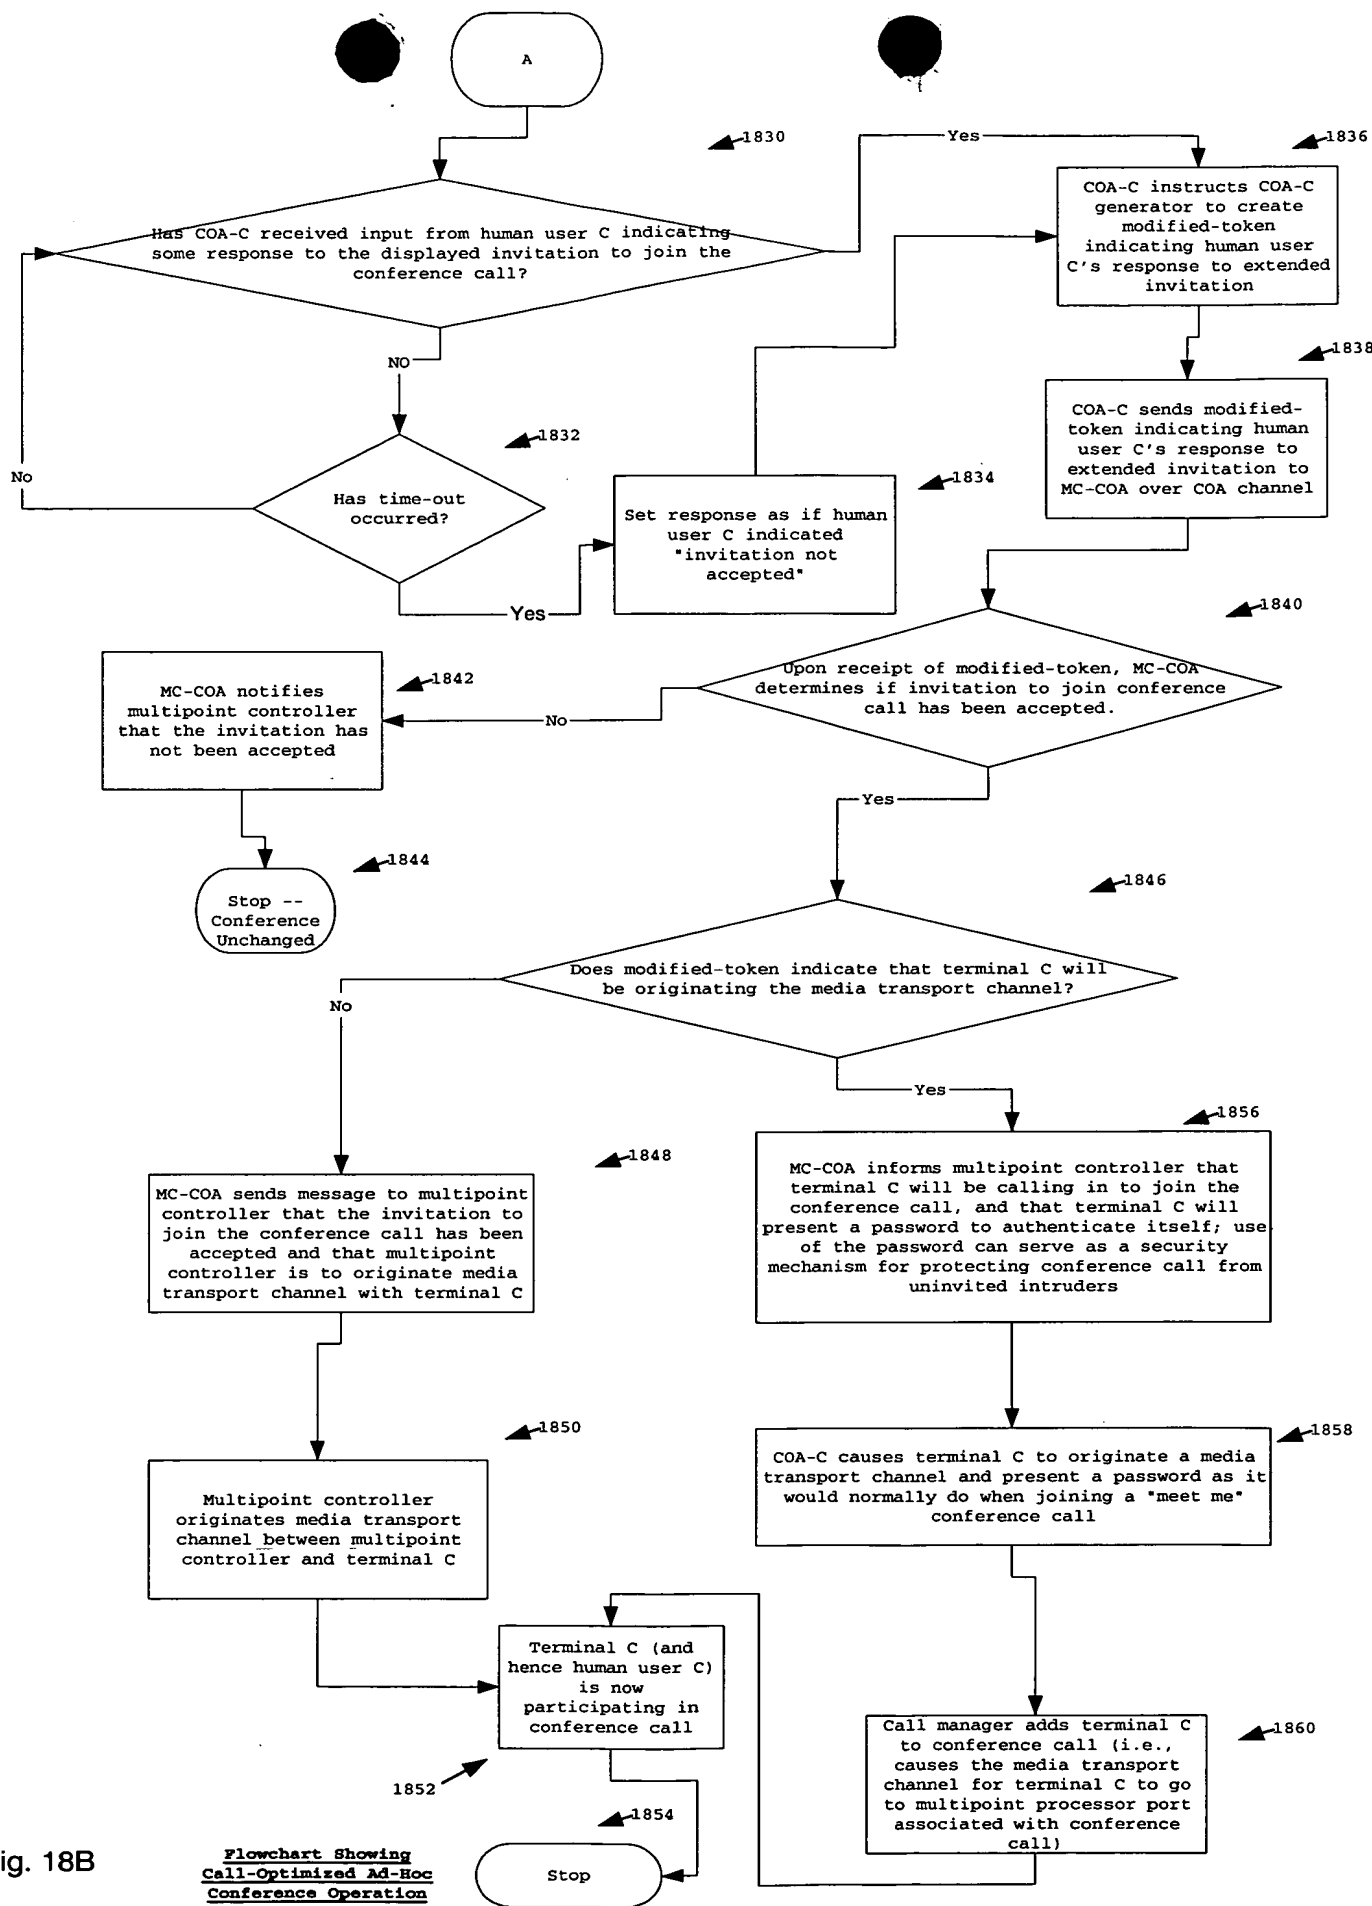 A
1830
Has COA-C received input from human user C indicating
some response to the displayed invitation to join the
conference call?
Yes
1836
COA-C instructs COA-C
generator to create
modified-token
indicating human user
C's response to extended
invitation
NO
1838
COA-C sends modified-
token indicating human
user C's response to
extended invitation to
MC-COA over COA channel
1832
Has time-out
occurred?
No
Yes
1834
Set response as if human
user C indicated
"invitation not
accepted"
1840
Upon receipt of modified-token, MC-COA
determines if invitation to join conference
call has been accepted.
No
1842
MC-COA notifies
multipoint controller
that the invitation has
not been accepted
1844
Stop --
Conference
Unchanged
Yes
1846
Does modified-token indicate that terminal C will
be originating the media transport channel?
No
Yes
1848
MC-COA sends message to multipoint
controller that the invitation to
join the conference call has been
accepted and that multipoint
controller is to originate media
transport channel with terminal C
1856
MC-COA informs multipoint controller that
terminal C will be calling in to join the
conference call, and that terminal C will
present a password to authenticate itself; use
of the password can serve as a security
mechanism for protecting conference call from
uninvited intruders
1850
Multipoint controller
originates media transport
channel between multipoint
controller and terminal C
1858
COA-C causes terminal C to originate a media
transport channel and present a password as it
would normally do when joining a "meet me"
conference call
Terminal C (and
hence human user C)
is now
participating in
conference call
1852
1860
Call manager adds terminal C
to conference call (i.e.,
causes the media transport
channel for terminal C to go
to multipoint processor port
associated with conference
call)
1854
Stop
ig. 18B
Flowchart Showing
Call-Optimized Ad-Hoc
Conference Operation